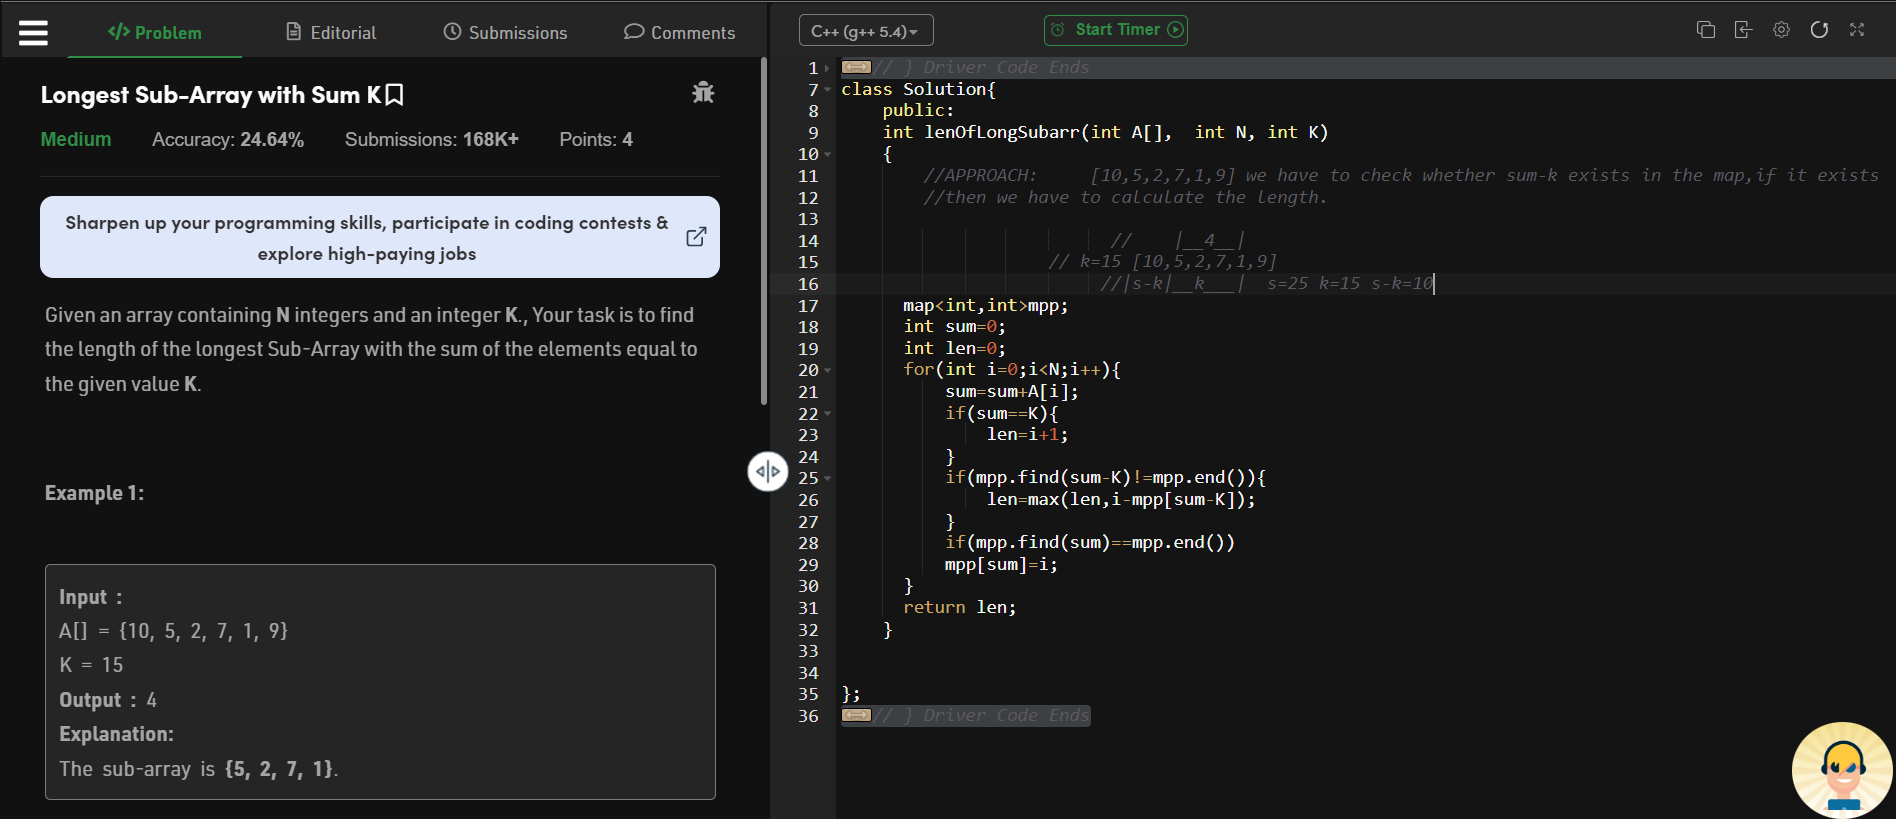 Problem
Editorial
Submissions
Comments
Longest Sub-Array with Sum K
Medium Accuracy: 24.64% Submissions: 168K+ Points: 4
Sharpen up your programming skills, participate in coding contests &
explore high-paying jobs
Given an array containing N integers and an integer K., Your task is to find
the length of the longest Sub-Array with the sum of the elements equal to
the given value K.
Example 1:
Input :
A[] = {10, 5, 2, 7, 1, 9}
K = 15
Output : 4
Explanation:
The sub-array is {5, 2, 7, 1}.
C++ (g++ 5.4)
Start Timer
1 // } Driver Code Ends
7 class Solution{
8 public:
9 int lenOfLongSubarr(int A[],  int N, int K)
10 {
11 //APPROACH:     [10,5,2,7,1,9] we have to check whether sum-k exists in the map,if it exists
12 //then we have to calculate the length.
13
14 //    |__4__|
15 // k=15 [10,5,2,7,1,9]
16 //|s-k|__k___|  s=25 k=15 s-k=10
17 map<int,int>mpp;
18 int sum=0;
19 int len=0;
20 for(int i=0;i<N;i++){
21 sum=sum+A[i];
22 if(sum==K){
23 len=i+1;
24 }
25 if(mpp.find(sum-K)!=mpp.end()){
26 len=max(len,i-mpp[sum-K]);
27 }
28 if(mpp.find(sum)==mpp.end())
29 mpp[sum]=i;
30 }
31 return len;
32 }
33
34
35 };
36 // } Driver Code Ends